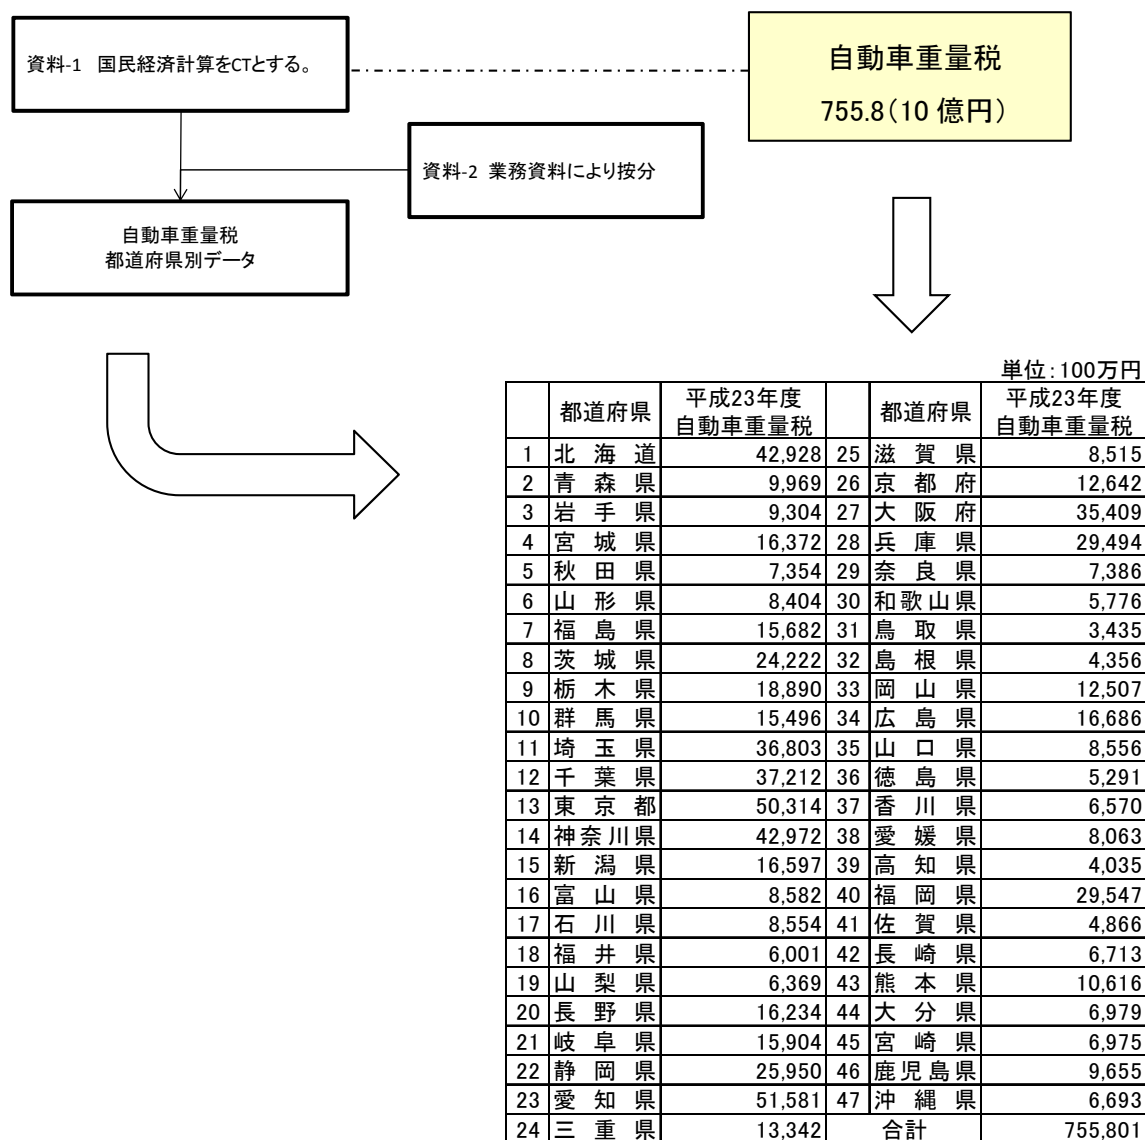 資料-1 国民経済計算をCTとする。
自動車重量税
755.8(10 億円)
資料-2 業務資料により按分
自動車重量税
都道府県別データ
単位:100万円
都道府県 平成23年度 自動車重量税 都道府県 平成23年度 自動車重量税
1 北海道 42,928 25 滋賀県 8,515
2 青森県 9,969 26 京都府 12,642
3 岩手県 9,304 27 大阪府 35,409
4 宮城県 16,372 28 兵庫県 29,494
5 秋田県 7,354 29 奈良県 7,386
6 山形県 8,404 30 和歌山県 5,776
7 福島県 15,682 31 鳥取県 3,435
8 茨城県 24,222 32 島根県 4,356
9 栃木県 18,890 33 岡山県 12,507
10 群馬県 15,496 34 広島県 16,686
11 埼玉県 36,803 35 山口県 8,556
12 千葉県 37,212 36 徳島県 5,291
13 東京都 50,314 37 香川県 6,570
14 神奈川県 42,972 38 愛媛県 8,063
15 新潟県 16,597 39 高知県 4,035
16 富山県 8,582 40 福岡県 29,547
17 石川県 8,554 41 佐賀県 4,866
18 福井県 6,001 42 長崎県 6,713
19 山梨県 6,369 43 熊本県 10,616
20 長野県 16,234 44 大分県 6,979
21 岐阜県 15,904 45 宮崎県 6,975
22 静岡県 25,950 46 鹿児島県 9,655
23 愛知県 51,581 47 沖縄県 6,693
24 三重県 13,342 合計 755,801